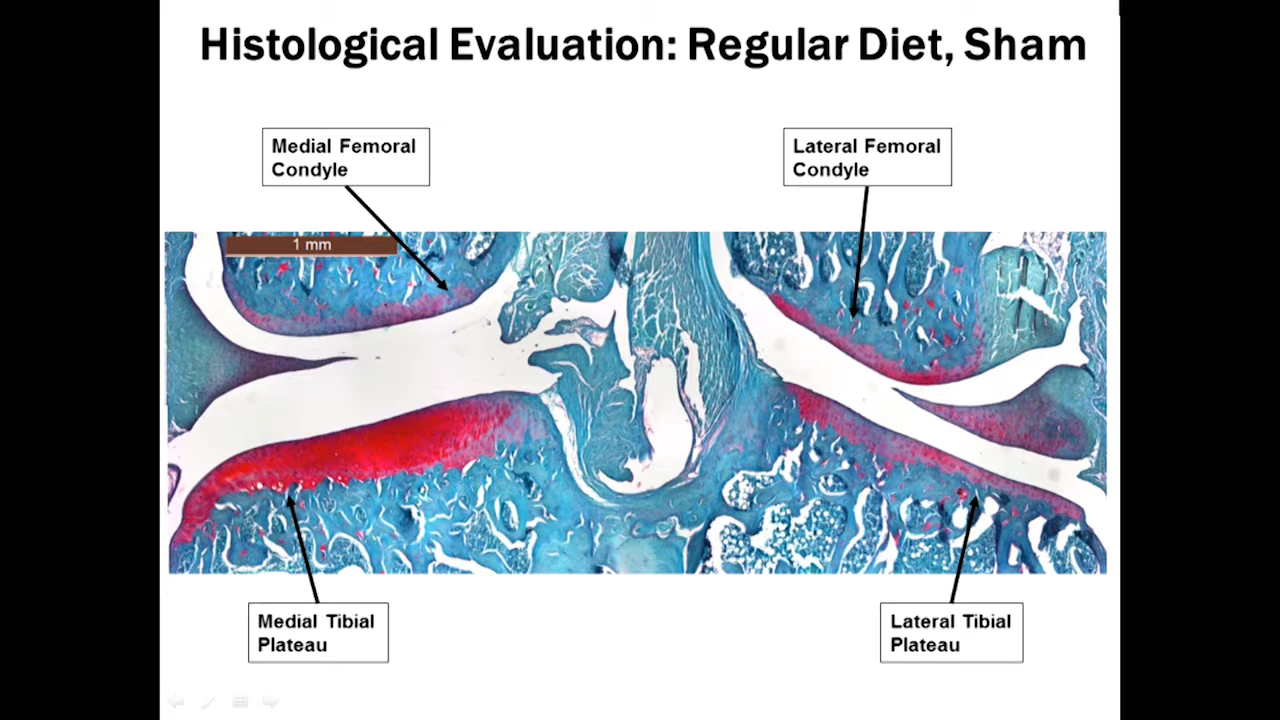 Histological Evaluation: Regular Diet, Sham
Medial Femoral
Condyle
Lateral Femoral
Condyle
1 mm
Medial Tibial
Plateau
Lateral Tibial
Plateau